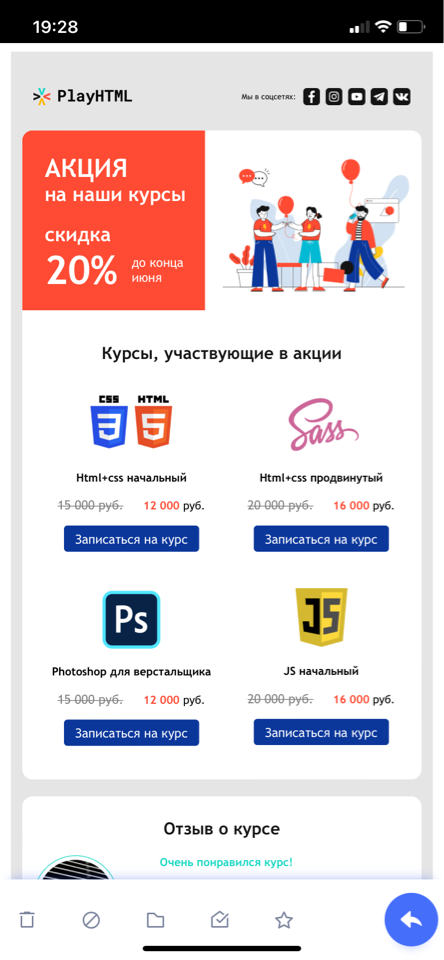 19:28
PlayHTML
Мы в соцсетях:
АКЦИЯ
на наши курсы
скидка
20% до конца
июня
Курсы, участвующие в акции
CSS HTML
3 5
Sass
Html+css начальный
Html+css продвинутый
15 000 руб. 12 000 руб.
20 000 руб. 16 000 руб.
Записаться на курс
Записаться на курс
Ps
JS
Photoshop для верстальщика
JS начальный
15 000 руб. 12 000 руб.
20 000 руб. 16 000 руб.
Записаться на курс
Записаться на курс
Отзыв о курсе
Очень понравился курс!